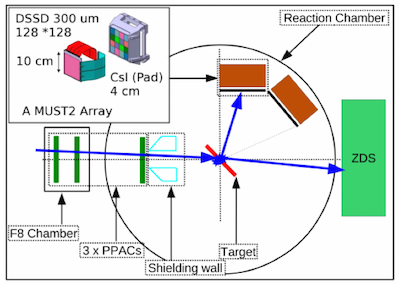 DSSD 300 um
128 *128
10 cm
CsI (Pad)
4 cm
A MUST2 Array
Reaction Chamber
ZDS
F8 Chamber
3 x PPACs
Shielding wall
Target